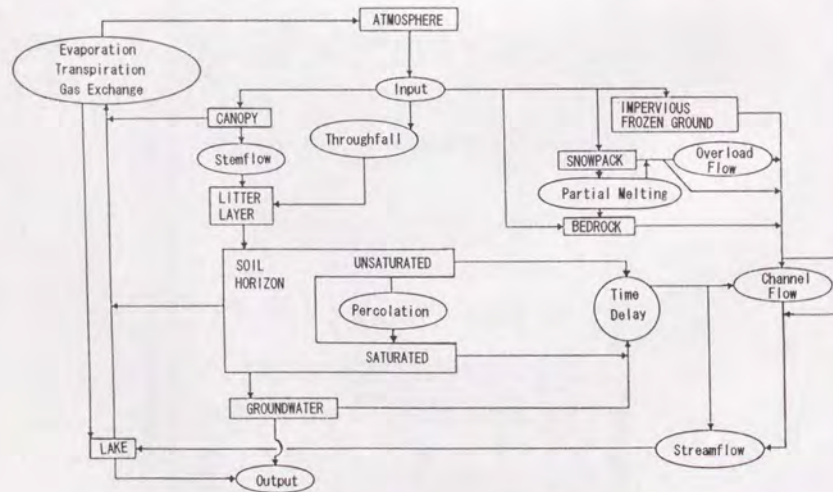 ATMOSPHERE
Evaporation
Transpiration
Gas Exchange
Input
CANOPY
Throughfall
IMPERVIOUS
FROZEN GROUND
Stemflow
SNOWPACK
Overload
Flow
Partial Melting
LITTER
LAYER
BEDROCK
SOIL
HORIZON
UNSATURATED
Percolation
Time
Delay
Channel
Flow
SATURATED
GROUNDWATER
LAKE
Streamflow
Output